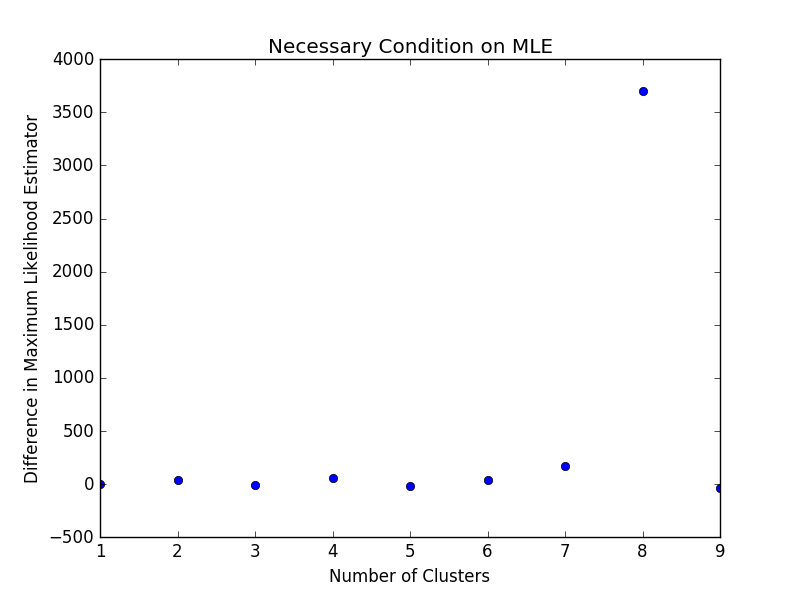 Necessary Condition on MLE
4000
3500
3000
2500
2000
1500
1000
500
0
−500
Difference in Maximum Likelihood Estimator
1 2 3 4 5 6 7 8 9
Number of Clusters